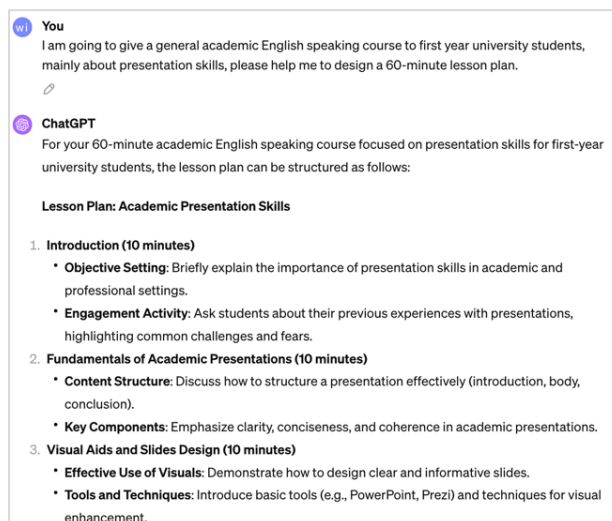 wi You
I am going to give a general academic English speaking course to first year university students,
mainly about presentation skills, please help me to design a 60-minute lesson plan.
ChatGPT
For your 60-minute academic English speaking course focused on presentation skills for first-year
university students, the lesson plan can be structured as follows:
Lesson Plan: Academic Presentation Skills
1. Introduction (10 minutes)
• Objective Setting: Briefly explain the importance of presentation skills in academic and
professional settings.
• Engagement Activity: Ask students about their previous experiences with presentations,
highlighting common challenges and fears.
2. Fundamentals of Academic Presentations (10 minutes)
• Content Structure: Discuss how to structure a presentation effectively (introduction, body,
conclusion).
• Key Components: Emphasize clarity, conciseness, and coherence in academic presentations.
3. Visual Aids and Slides Design (10 minutes)
• Effective Use of Visuals: Demonstrate how to design clear and informative slides.
• Tools and Techniques: Introduce basic tools (e.g., PowerPoint, Prezi) and techniques for visual
enhancement.